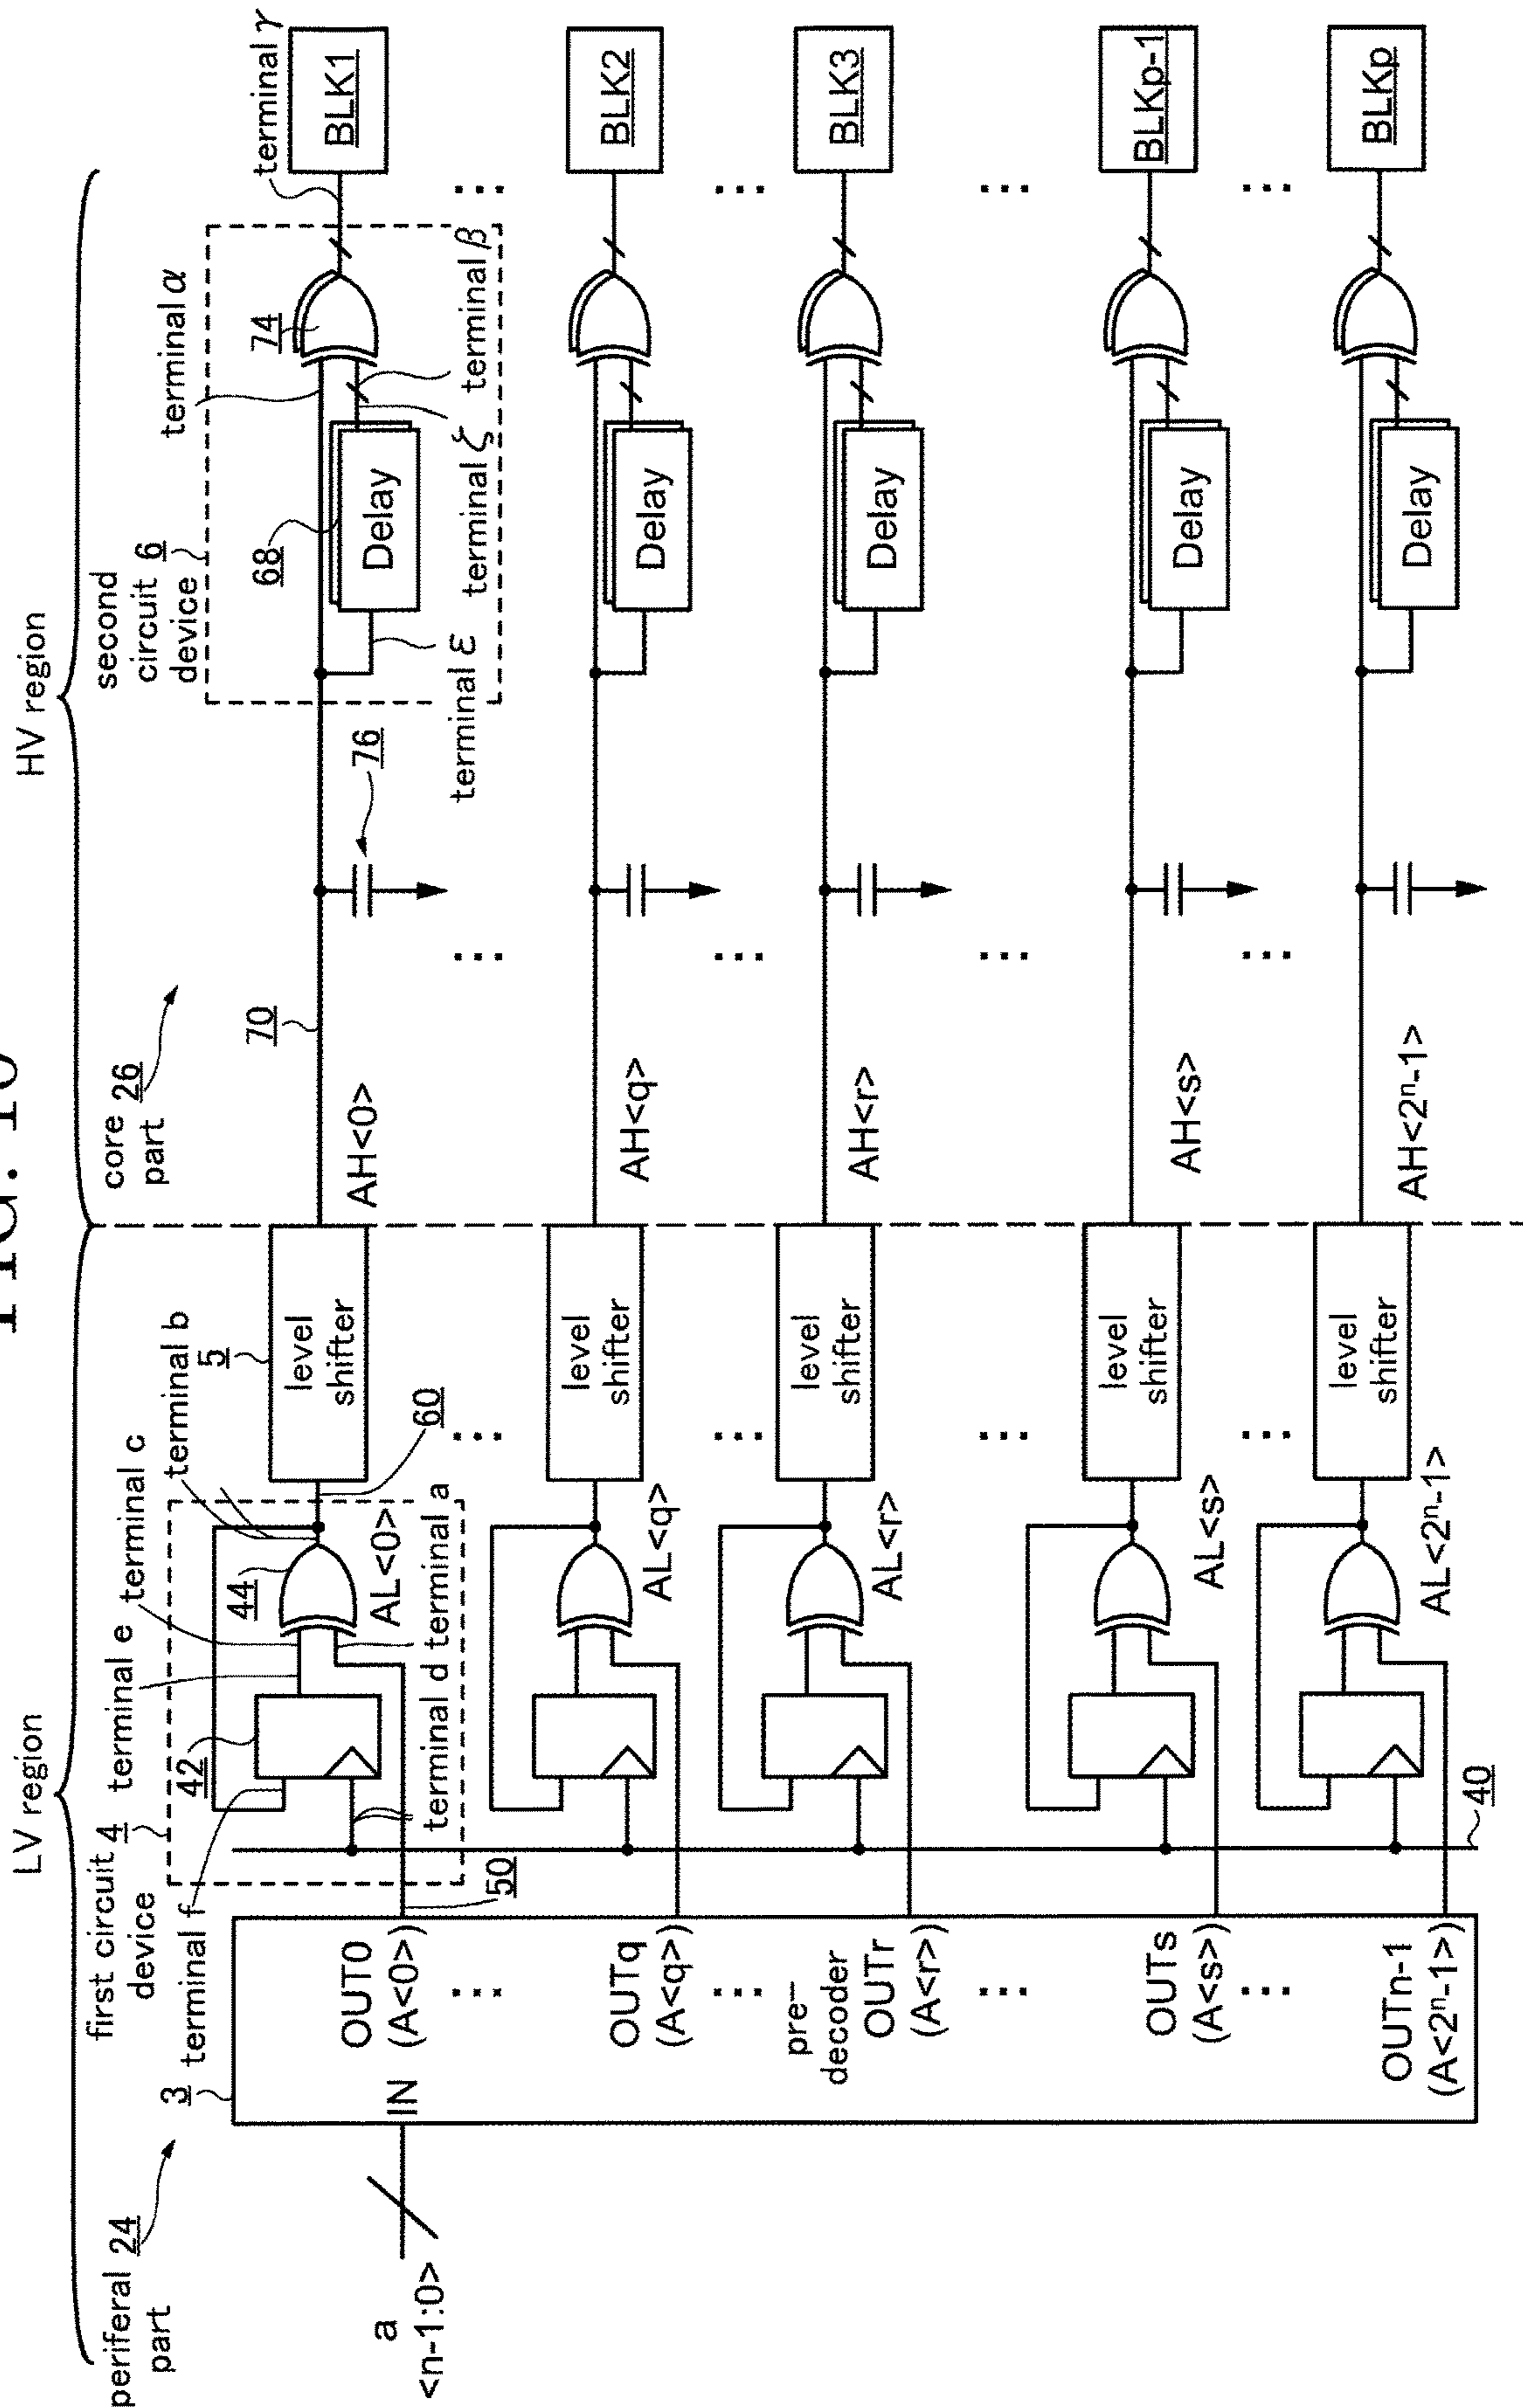 FIG. 10
LV region
HV region
periferal 24
part
core 26
part
first circuit 4
device
second
circuit 6
device
3
terminal f
terminal e
terminal c
terminal b
terminal d
terminal a
42
44
5
60
50
40
70
76
68
74
terminal α
terminal β
terminal γ
terminal ε
terminal ζ
a
<n-1:0>
IN
pre-
decoder
OUT0
(A<0>)
AL<0>
level
shifter
AH<0>
Delay
BLK1
OUTq
(A<q>)
AL<q>
level
shifter
AH<q>
Delay
BLK2
OUTr
(A<r>)
AL<r>
level
shifter
AH<r>
Delay
BLK3
OUTs
(A<s>)
AL<s>
level
shifter
AH<s>
Delay
BLKp-1
OUTn-1
(A<2ⁿ-1>)
AL<2ⁿ-1>
level
shifter
AH<2ⁿ-1>
Delay
BLKp